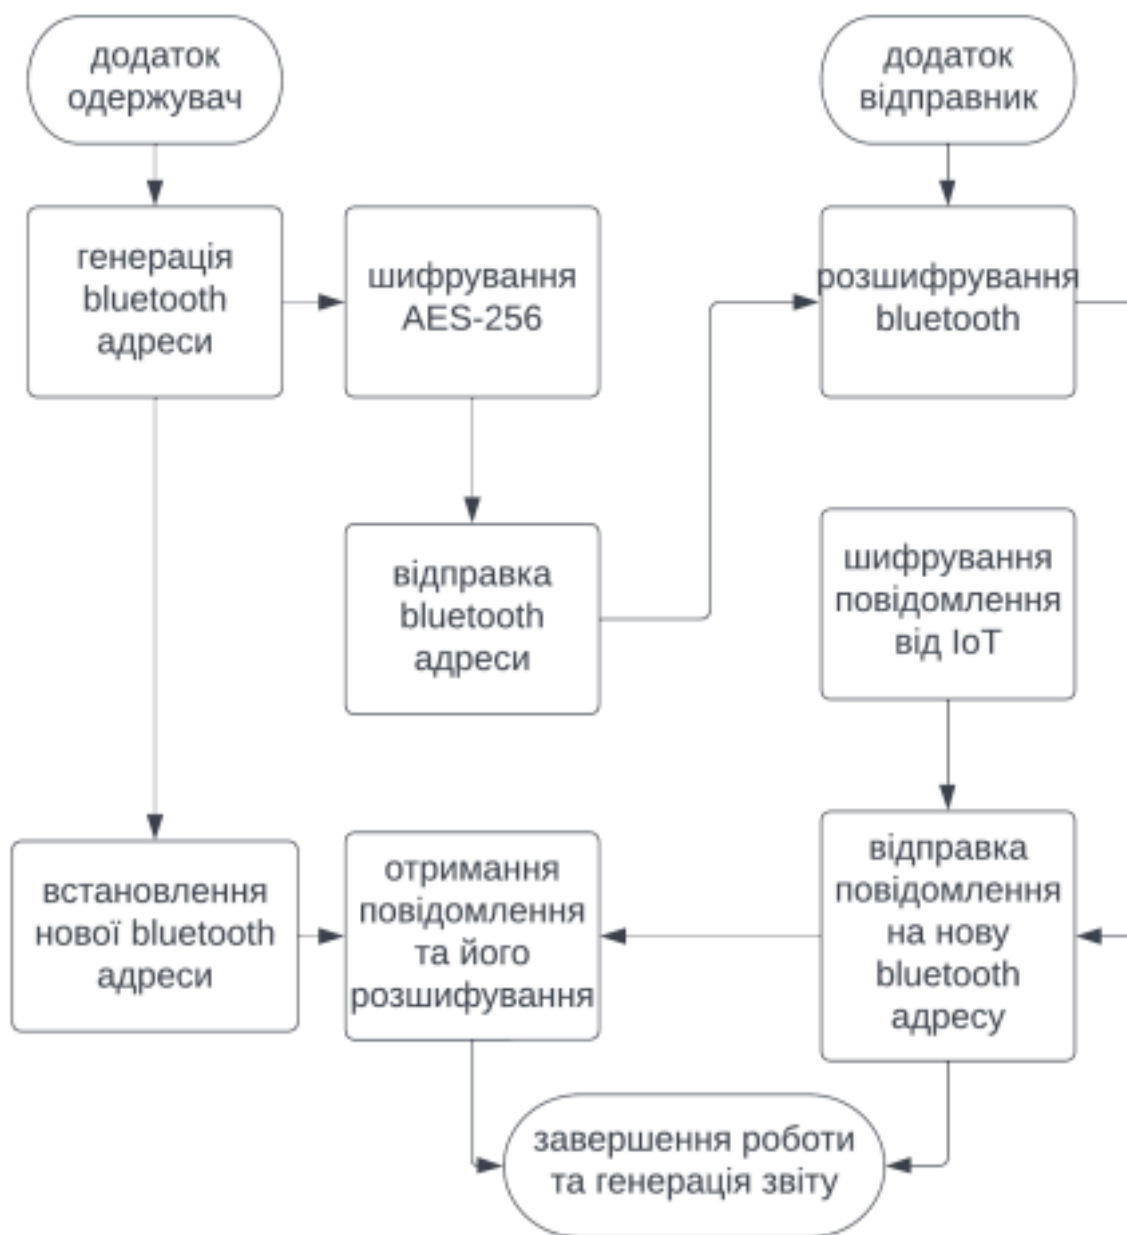 додаток
одержувач
додаток
відправник
генерація
bluetooth
адреси
шифрування
AES-256
розшифрування
bluetooth
відправка
bluetooth
адреси
шифрування
повідомлення
від IoT
встановлення
нової bluetooth
адреси
отримання
повідомлення
та його
розшифування
відправка
повідомлення
на нову
bluetooth
адресу
завершення роботи
та генерація звіту